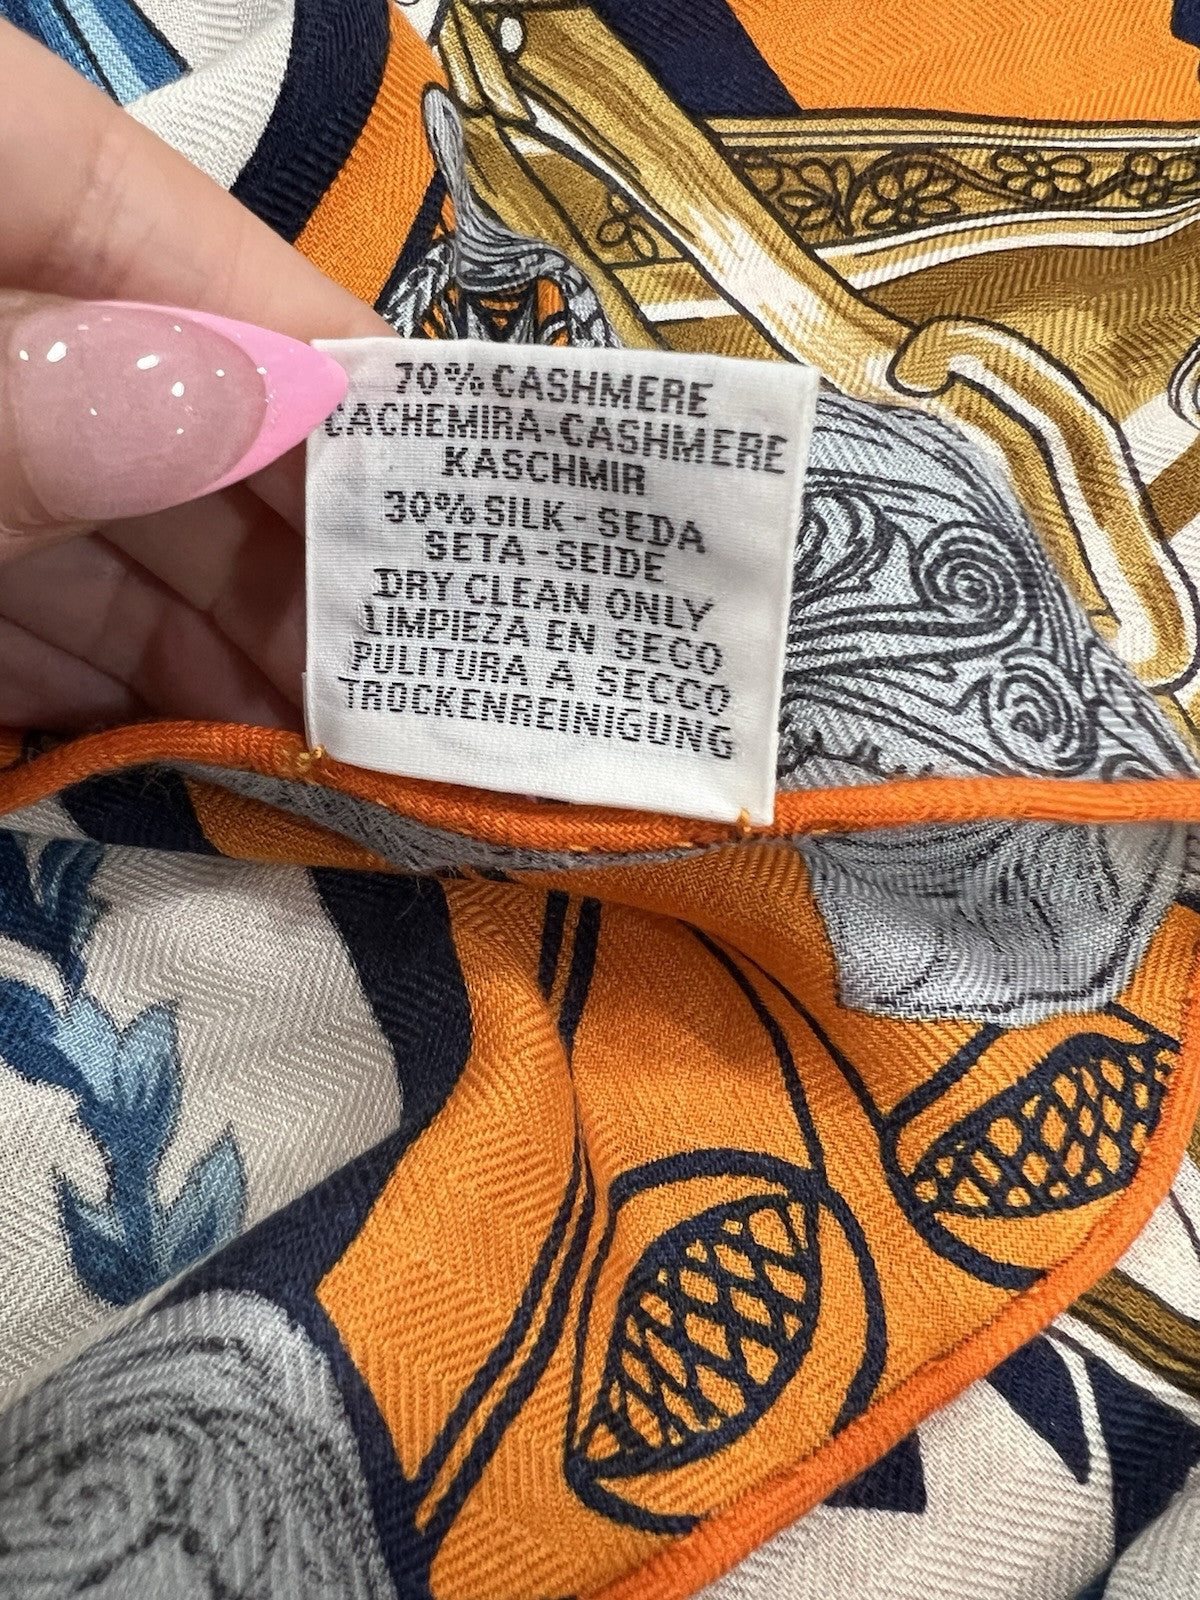 70% CASHMERE
CACHEMIRA-CASHMERE
KASCHMIR
30% SILK - SEDA
SETA - SEIDE
DRY CLEAN ONLY
LIMPIEZA EN SECO
PULITURA A SECCO
TROCKENREINIGUNG